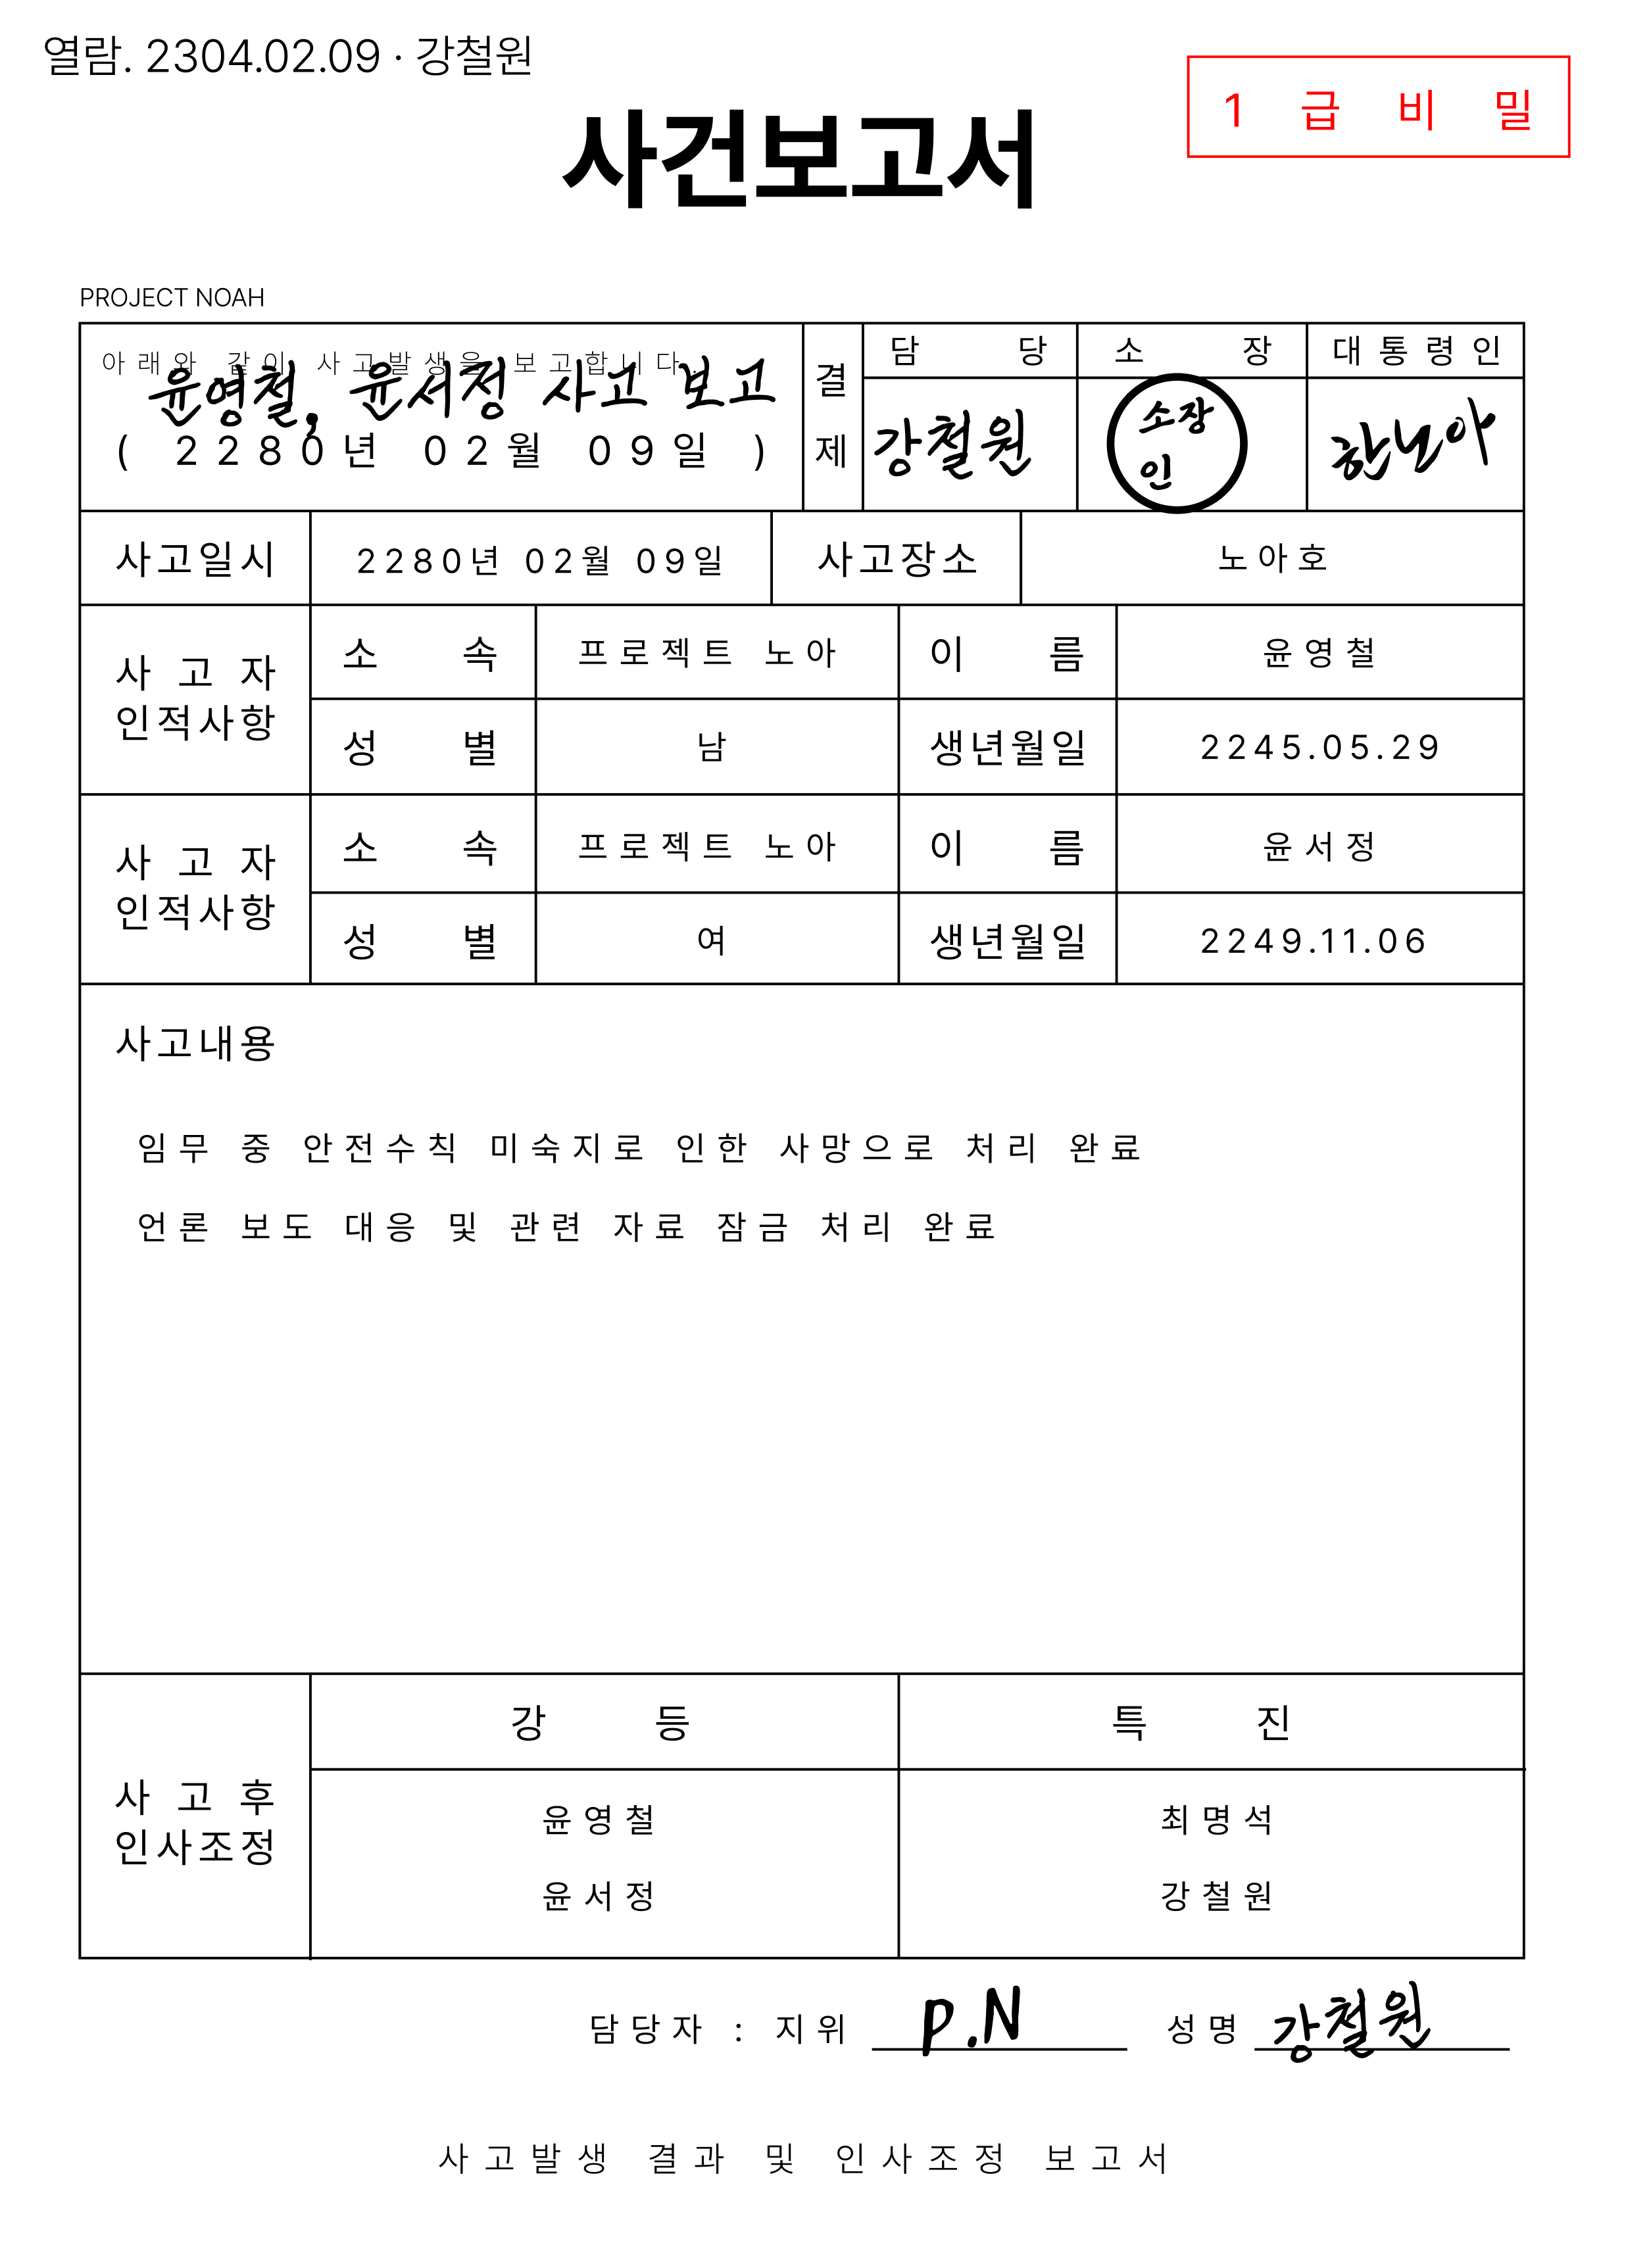 열람. 2304.02.09 · 강철원
1 급 비 밀
사건보고서
PROJECT NOAH
아래와 같이 사고발생을 보고합니다.
윤영철, 윤서정 사고 보고
( 2280년 02월 09일 )
결제
담 당
소 장
대통령인
강철원
소장인
한노아
사고일시
2280년 02월 09일
사고장소
노아호
사 고 자
인적사항
소 속
프로젝트 노아
이 름
윤영철
성 별
남
생년월일
2245.05.29
사 고 자
인적사항
소 속
프로젝트 노아
이 름
윤서정
성 별
여
생년월일
2249.11.06
사고내용
임무 중 안전수칙 미숙지로 인한 사망으로 처리 완료
언론 보도 대응 및 관련 자료 잠금 처리 완료
사 고 후
인사조정
강 등
특 진
윤영철
최명석
윤서정
강철원
담당자 : 지위 P.N 성명 강철원
사고발생 결과 및 인사조정 보고서